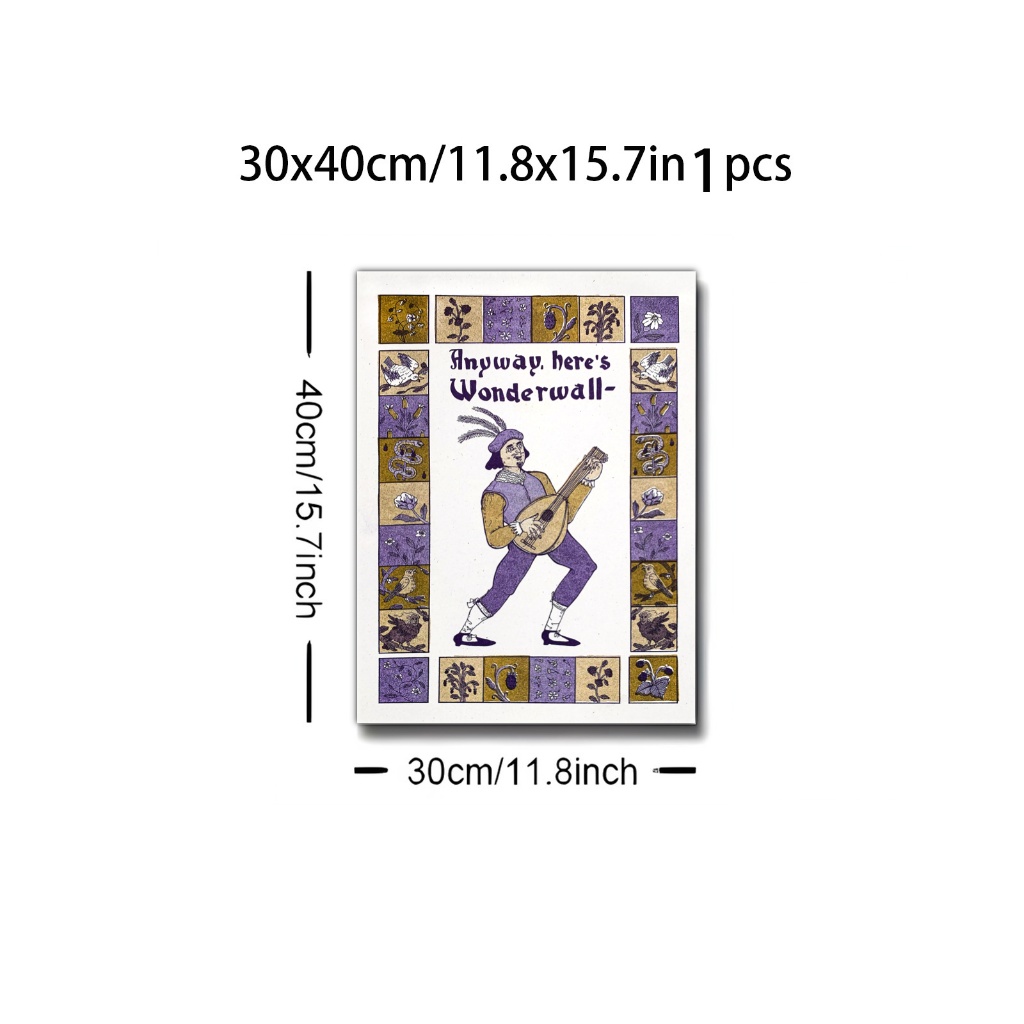 30x40cm/11.8x15.7in 1 pcs
Anyway, here's
Wonderwall-
40cm/15.7inch
30cm/11.8inch